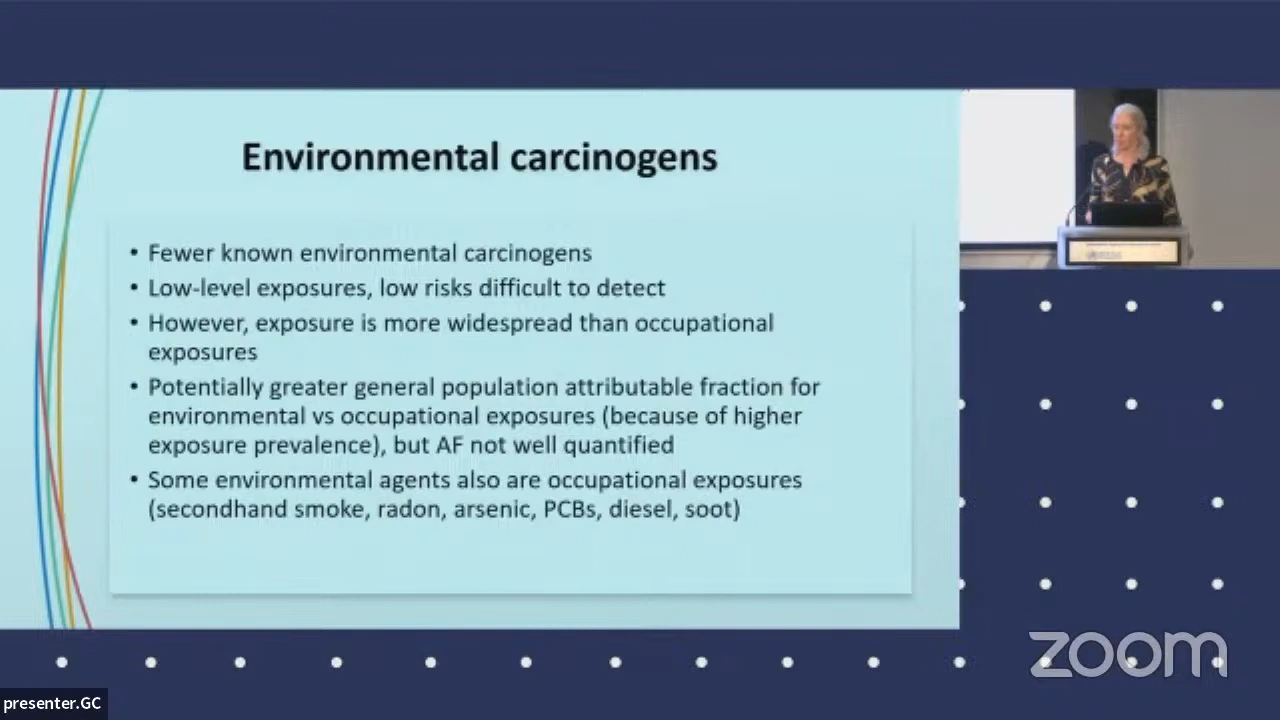 Environmental carcinogens
• Fewer known environmental carcinogens
• Low-level exposures, low risks difficult to detect
• However, exposure is more widespread than occupational
exposures
• Potentially greater general population attributable fraction for
environmental vs occupational exposures (because of higher
exposure prevalence), but AF not well quantified
• Some environmental agents also are occupational exposures
(secondhand smoke, radon, arsenic, PCBs, diesel, soot)
zoom
presenter.GC